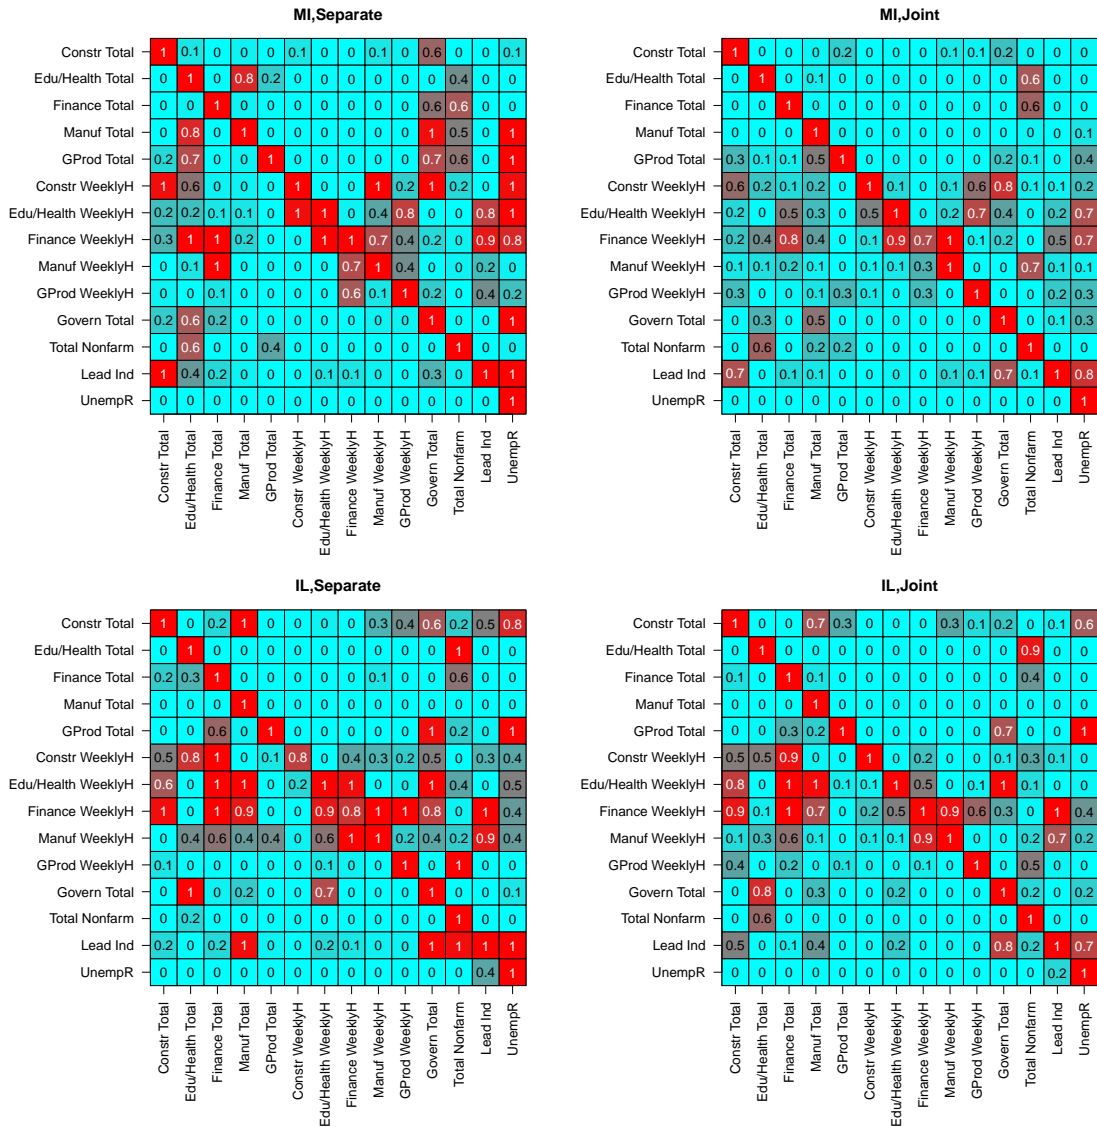 MI,Separate
Constr Total 1 0.1 0 0 0 0.1 0 0 0.1 0 0.6 0 0 0.1
Edu/Health Total 0 1 0 0.8 0.2 0 0 0 0 0 0 0.4 0 0
Finance Total 0 0 1 0 0 0 0 0 0 0 0.6 0.6 0 0
Manuf Total 0 0.8 0 1 0 0 0 0 0 0 1 0.5 0 1
GProd Total 0.2 0.7 0 0 1 0 0 0 0 0 0.7 0.6 0 1
Constr WeeklyH 1 0.6 0 0 0 1 0 0 1 0.2 1 0.2 0 1
Edu/Health WeeklyH 0.2 0.2 0.1 0.1 0 1 1 0 0.4 0.8 0 0 0.8 1
Finance WeeklyH 0.3 1 1 0.2 0 0 1 1 0.7 0.4 0.2 0 0.9 0.8
Manuf WeeklyH 0 0.1 1 0 0 0 0 0.7 1 0.4 0 0 0.2 0
GProd WeeklyH 0 0 0.1 0 0 0 0 0.6 0.1 1 0.2 0 0.4 0.2
Govern Total 0.2 0.6 0.2 0 0 0 0 0 0 0 1 0 0 1
Total Nonfarm 0 0.6 0 0 0.4 0 0 0 0 0 0 1 0 0
Lead Ind 1 0.4 0.2 0 0 0 0.1 0.1 0 0 0.3 0 1 1
UnempR 0 0 0 0 0 0 0 0 0 0 0 0 0 1
Constr Total
Edu/Health Total
Finance Total
Manuf Total
GProd Total
Constr WeeklyH
Edu/Health WeeklyH
Finance WeeklyH
Manuf WeeklyH
GProd WeeklyH
Govern Total
Total Nonfarm
Lead Ind
UnempR
MI,Joint
Constr Total 1 0 0 0 0.2 0 0 0 0.1 0.1 0.2 0 0 0
Edu/Health Total 0 1 0 0.1 0 0 0 0 0 0 0 0.6 0 0
Finance Total 0 0 1 0 0 0 0 0 0 0 0 0.6 0 0
Manuf Total 0 0 0 1 0 0 0 0 0 0 0 0 0 0.1
GProd Total 0.3 0.1 0.1 0.5 1 0 0 0 0 0 0.2 0.1 0 0.4
Constr WeeklyH 0.6 0.2 0.1 0.2 0 1 0.1 0 0.1 0.6 0.8 0.1 0.1 0.2
Edu/Health WeeklyH 0.2 0 0.5 0.3 0 0.5 1 0 0.2 0.7 0.4 0 0.2 0.7
Finance WeeklyH 0.2 0.4 0.8 0.4 0 0.1 0.9 0.7 1 0.1 0.2 0 0.5 0.7
Manuf WeeklyH 0.1 0.1 0.2 0.1 0 0.1 0.1 0.3 1 0 0 0.7 0.1 0.1
GProd WeeklyH 0.3 0 0 0.1 0.3 0.1 0 0.3 0 1 0 0 0.2 0.3
Govern Total 0 0.3 0 0.5 0 0 0 0 0 0 1 0 0.1 0.3
Total Nonfarm 0 0.6 0 0.2 0.2 0 0 0 0 0 0 1 0 0
Lead Ind 0.7 0 0.1 0.1 0 0 0 0 0.1 0.1 0.7 0.1 1 0.8
UnempR 0 0 0 0 0 0 0 0 0 0 0 0 0 1
Constr Total
Edu/Health Total
Finance Total
Manuf Total
GProd Total
Constr WeeklyH
Edu/Health WeeklyH
Finance WeeklyH
Manuf WeeklyH
GProd WeeklyH
Govern Total
Total Nonfarm
Lead Ind
UnempR
IL,Separate
Constr Total 1 0 0.2 1 0 0 0 0 0.3 0.4 0.6 0.2 0.5 0.8
Edu/Health Total 0 1 0 0 0 0 0 0 0 0 0 1 0 0
Finance Total 0.2 0.3 1 0 0 0 0 0 0.1 0 0 0.6 0 0
Manuf Total 0 0 0 1 0 0 0 0 0 0 0 0 0 0
GProd Total 0 0 0.6 0 1 0 0 0 0 0 1 0.2 0 1
Constr WeeklyH 0.5 0.8 1 0 0.1 0.8 0 0.4 0.3 0.2 0.5 0 0.3 0.4
Edu/Health WeeklyH 0.6 0 1 1 0 0.2 1 1 0 0 1 0.4 0 0.5
Finance WeeklyH 1 0 1 0.9 0 0 0.9 0.8 1 1 0.8 0 1 0.4
Manuf WeeklyH 0 0.4 0.6 0.4 0.4 0 0.6 1 1 0.2 0.4 0.2 0.9 0.4
GProd WeeklyH 0.1 0 0 0 0 0 0.1 0 0 1 0 1 0 0
Govern Total 0 1 0 0.2 0 0 0.7 0 0 0 1 0 0 0.1
Total Nonfarm 0 0.2 0 0 0 0 0 0 0 0 0 1 0 0
Lead Ind 0.2 0 0.2 1 0 0 0.2 0.1 0 0 1 1 1 1
UnempR 0 0 0 0 0 0 0 0 0 0 0 0 0.4 1
Constr Total
Edu/Health Total
Finance Total
Manuf Total
GProd Total
Constr WeeklyH
Edu/Health WeeklyH
Finance WeeklyH
Manuf WeeklyH
GProd WeeklyH
Govern Total
Total Nonfarm
Lead Ind
UnempR
IL,Joint
Constr Total 1 0 0 0.7 0.3 0 0 0 0.3 0.1 0.2 0 0.1 0.6
Edu/Health Total 0 1 0 0 0 0 0 0 0 0 0 0.9 0 0
Finance Total 0.1 0 1 0.1 0 0 0 0 0 0 0 0.4 0 0
Manuf Total 0 0 0 1 0 0 0 0 0 0 0 0 0 0
GProd Total 0 0 0.3 0.2 1 0 0 0 0 0 0.7 0 0 1
Constr WeeklyH 0.5 0.5 0.9 0 0 1 0 0.2 0 0 0.1 0.3 0.1 0
Edu/Health WeeklyH 0.8 0 1 1 0.1 0.1 1 0.5 0 0.1 1 0.1 0 0
Finance WeeklyH 0.9 0.1 1 0.7 0 0.2 0.5 1 0.9 0.6 0.3 0 1 0.4
Manuf WeeklyH 0.1 0.3 0.6 0.1 0 0.1 0.1 0.9 1 0 0 0.2 0.7 0.2
GProd WeeklyH 0.4 0 0.2 0 0.1 0 0 0.1 0 1 0 0.5 0 0
Govern Total 0 0.8 0 0.3 0 0 0.2 0 0 0 1 0.2 0 0.2
Total Nonfarm 0 0.6 0 0 0 0 0 0 0 0 0 1 0 0
Lead Ind 0.5 0 0.1 0.4 0 0 0.2 0 0 0 0.8 0.2 1 0.7
UnempR 0 0 0 0 0 0 0 0 0 0 0 0 0.2 1
Constr Total
Edu/Health Total
Finance Total
Manuf Total
GProd Total
Constr WeeklyH
Edu/Health WeeklyH
Finance WeeklyH
Manuf WeeklyH
GProd WeeklyH
Govern Total
Total Nonfarm
Lead Ind
UnempR